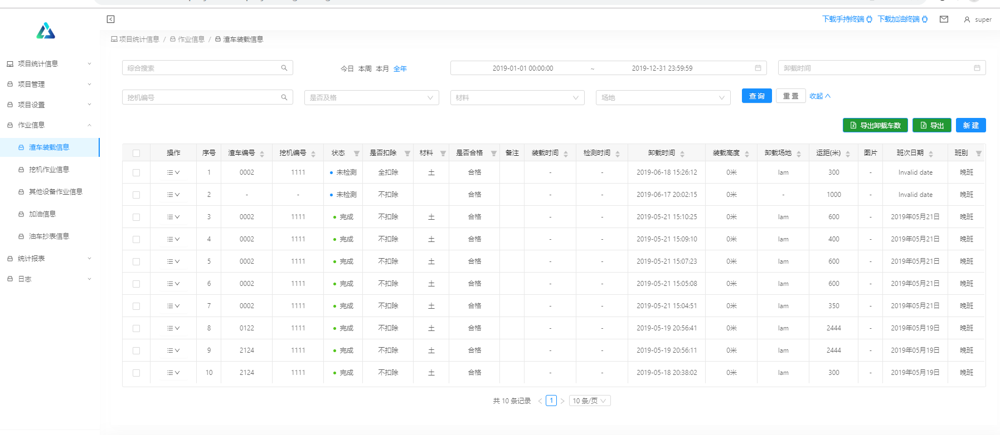 下载手持终端 下载加油终端 super
项目统计信息 / 作业信息 / 渣车装载信息
项目统计信息
项目管理
项目设置
作业信息
渣车装载信息
挖机作业信息
其他设备作业信息
加油信息
油车抄表信息
统计报表
日志
综合搜索 今日 本周 本月 全年 2019-01-01 00:00:00 ~ 2019-12-31 23:59:59 卸载时间
挖机编号 是否及格 材料 场地 查 询 重 置 收起
导出卸载车数 导出 新 建
操作 序号 渣车编号 挖机编号 状态 是否扣除 材料 是否合格 备注 装载时间 检测时间 卸载时间 装载高度 卸载场地 运距(米) 图片 班次日期 班别
1 0002 1111 未检测 全扣除 土 合格 - - 2019-06-18 15:26:12 0米 lam 300 - Invalid date 晚班
2 - - 未检测 不扣除 合格 - - 2019-06-17 20:02:15 0米 - 1000 - Invalid date 晚班
3 0002 1111 完成 不扣除 土 合格 - - 2019-05-21 15:10:25 0米 lam 600 - 2019年05月21日 晚班
4 0002 1111 完成 不扣除 土 合格 - - 2019-05-21 15:09:10 0米 lam 400 - 2019年05月21日 晚班
5 0002 1111 完成 不扣除 土 合格 - - 2019-05-21 15:07:23 0米 lam 600 - 2019年05月21日 晚班
6 0002 1111 完成 不扣除 土 合格 - - 2019-05-21 15:05:08 0米 lam 600 - 2019年05月21日 晚班
7 0002 1111 完成 不扣除 土 合格 - - 2019-05-21 15:04:51 0米 lam 350 - 2019年05月21日 晚班
8 0122 1111 完成 不扣除 土 合格 - - 2019-05-19 20:56:41 0米 lam 2444 - 2019年05月19日 晚班
9 2124 1111 完成 不扣除 土 合格 - - 2019-05-19 20:56:11 0米 lam 2444 - 2019年05月19日 晚班
10 2124 1111 完成 不扣除 土 合格 - - 2019-05-18 20:38:02 0米 lam 300 - 2019年05月19日 晚班
共 10 条记录 < 1 > 10 条/页